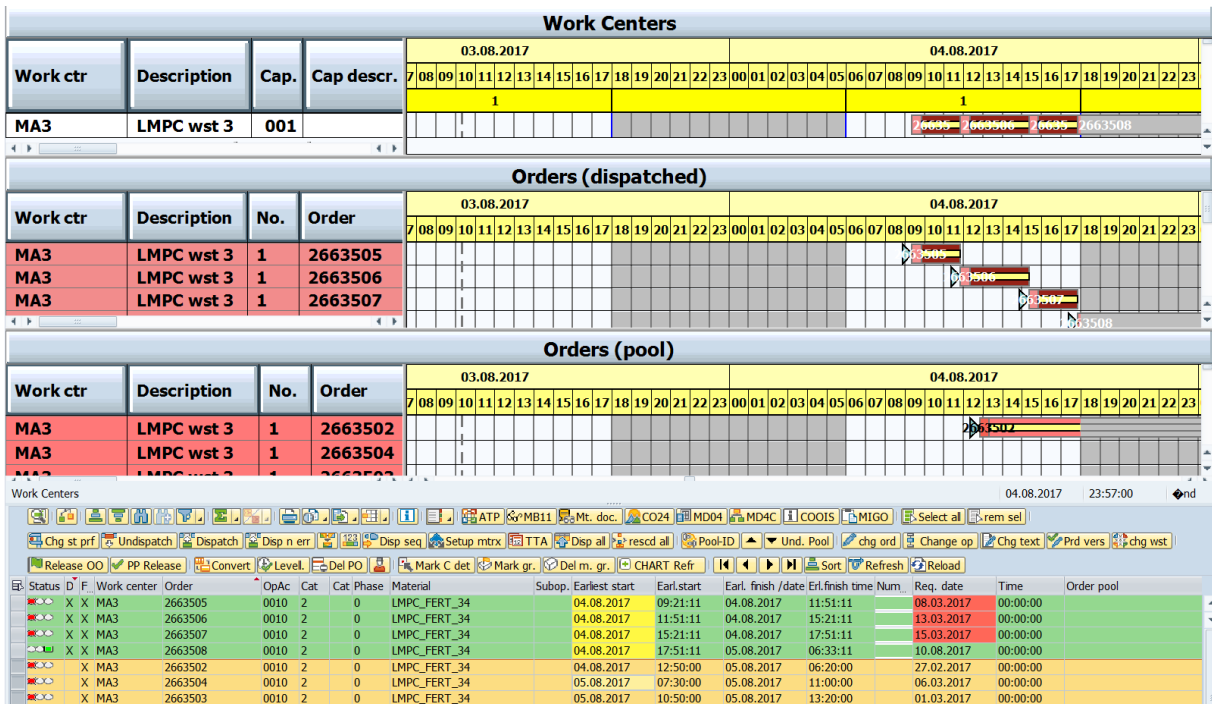 Work Centers
Work ctr Description Cap. Cap descr. 03.08.2017 04.08.2017
7 08 09 10 11 12 13 14 15 16 17 18 19 20 21 22 23 00 01 02 03 04 05 06 07 08 09 10 11 12 13 14 15 16 17 18 19 20 21 22 23
1 1
MA3 LMPC wst 3 001 26635 2663506 26635 2663508
Orders (dispatched)
Work ctr Description No. Order 03.08.2017 04.08.2017
7 08 09 10 11 12 13 14 15 16 17 18 19 20 21 22 23 00 01 02 03 04 05 06 07 08 09 10 11 12 13 14 15 16 17 18 19 20 21 22 23
MA3 LMPC wst 3 1 2663505 63505
MA3 LMPC wst 3 1 2663506 63506
MA3 LMPC wst 3 1 2663507 63507
63508
Orders (pool)
Work ctr Description No. Order 03.08.2017 04.08.2017
7 08 09 10 11 12 13 14 15 16 17 18 19 20 21 22 23 00 01 02 03 04 05 06 07 08 09 10 11 12 13 14 15 16 17 18 19 20 21 22 23
MA3 LMPC wst 3 1 2663502 2663502
MA3 LMPC wst 3 1 2663504
MA3 LMPC wst 3 1 2663503
Work Centers 04.08.2017 23:57:00 �nd
ATP MB11 Mt. doc. CO24 MD04 MD4C COOIS MIGO Select all rem sel
Chg st prf Undispatch Dispatch Disp n err 123 Disp seq Setup mtrx TTA Disp all rescd all Pool-ID Und. Pool chg ord Change op Chg text Prd vers chg wst
Release OO PP Release Convert Levell. Del PO Mark C det Mark gr. Del m. gr. CHART Refr Sort Refresh Reload
Status D F... Work center Order OpAc Cat Cat Phase Material Subop. Earliest start Earl.start Earl. finish /date Erl.finish time Num... Req. date Time Order pool
X X MA3 2663505 0010 2 0 LMPC_FERT_34 04.08.2017 09:21:11 04.08.2017 11:51:11 08.03.2017 00:00:00
X X MA3 2663506 0010 2 0 LMPC_FERT_34 04.08.2017 11:51:11 04.08.2017 15:21:11 13.03.2017 00:00:00
X X MA3 2663507 0010 2 0 LMPC_FERT_34 04.08.2017 15:21:11 04.08.2017 17:51:11 15.03.2017 00:00:00
X X MA3 2663508 0010 2 0 LMPC_FERT_34 04.08.2017 17:51:11 05.08.2017 06:33:11 10.08.2017 00:00:00
X MA3 2663502 0010 2 0 LMPC_FERT_34 04.08.2017 12:50:00 05.08.2017 06:20:00 27.02.2017 00:00:00
X MA3 2663504 0010 2 0 LMPC_FERT_34 05.08.2017 07:30:00 05.08.2017 11:00:00 06.03.2017 00:00:00
X MA3 2663503 0010 2 0 LMPC_FERT_34 05.08.2017 10:50:00 05.08.2017 13:20:00 01.03.2017 00:00:00